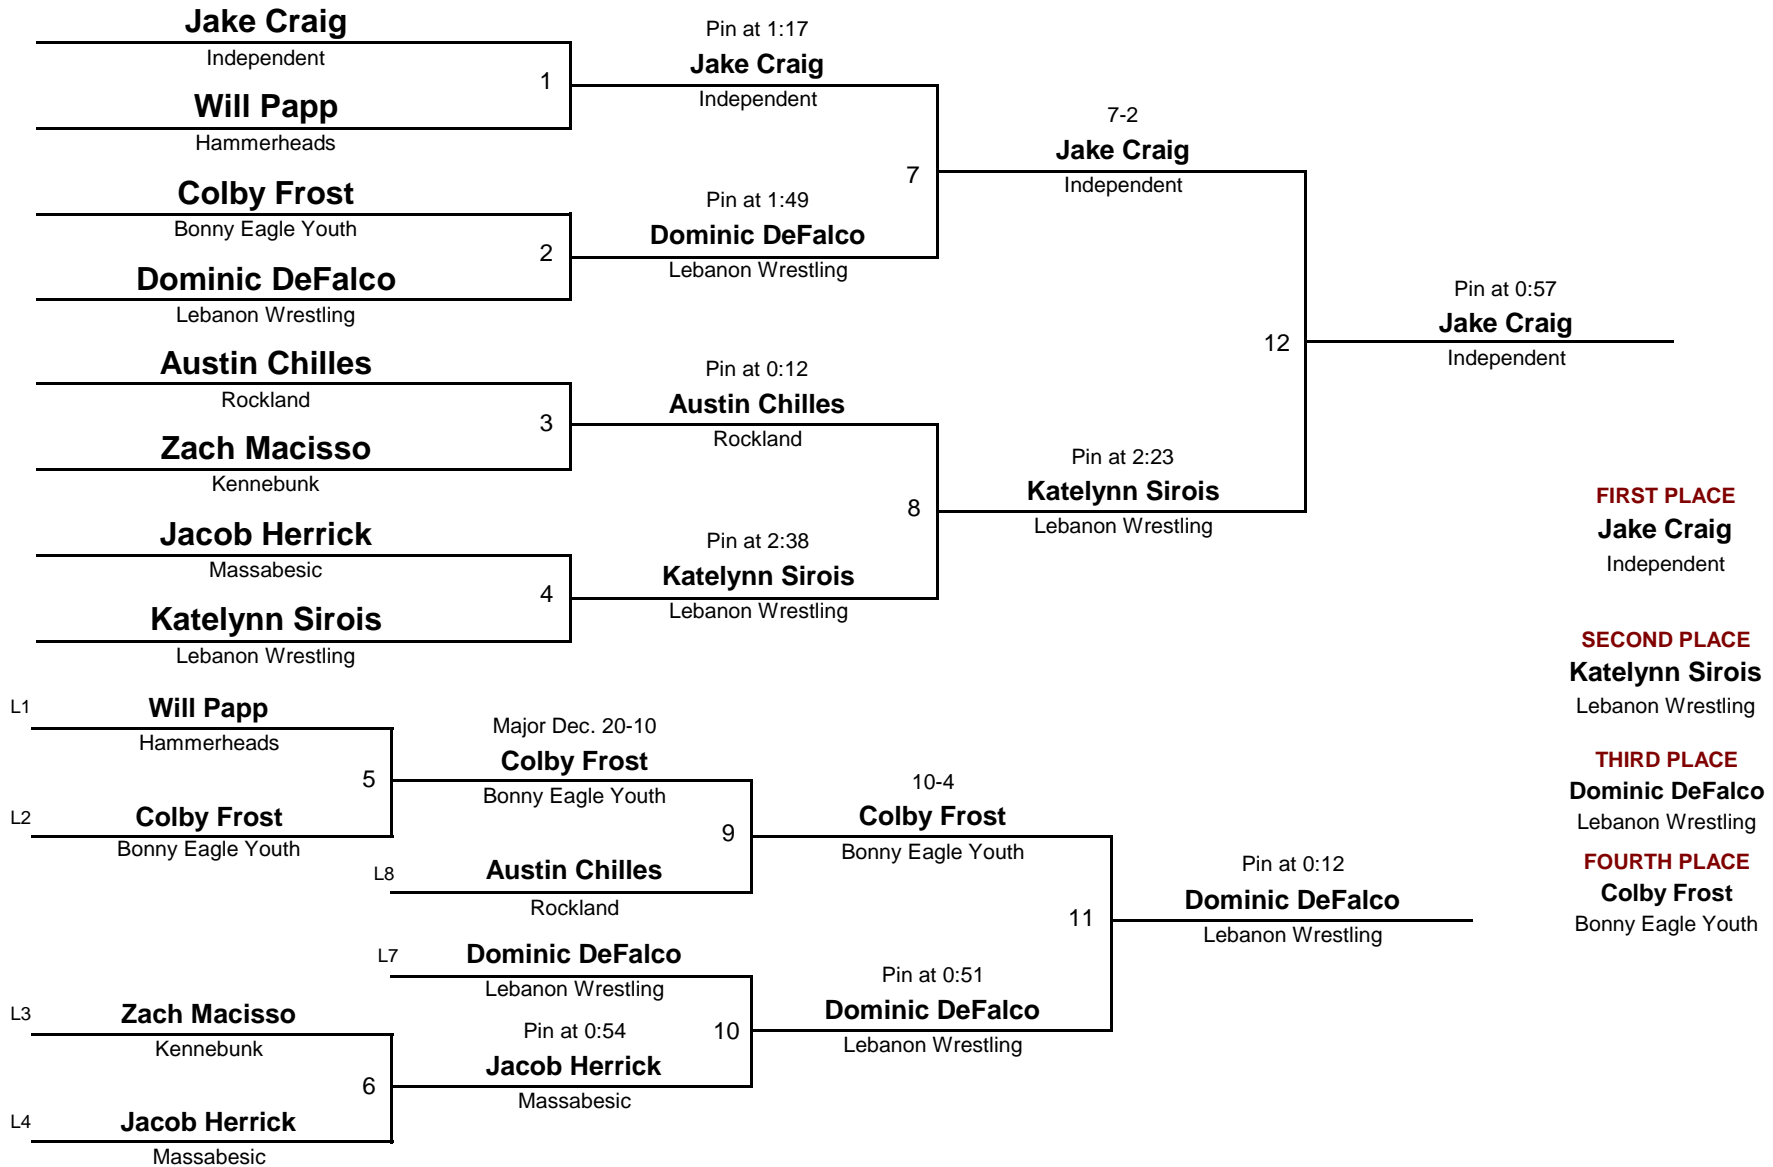 Jake Craig
Independent
1
Will Papp
Hammerheads
Colby Frost
Bonny Eagle Youth
2
Dominic DeFalco
Lebanon Wrestling
Austin Chilles
Rockland
3
Zach Macisso
Kennebunk
Jacob Herrick
Massabesic
4
Katelynn Sirois
Lebanon Wrestling
Pin at 1:17
Jake Craig
Independent
7
Pin at 1:49
Dominic DeFalco
Lebanon Wrestling
Pin at 0:12
Austin Chilles
Rockland
8
Pin at 2:38
Katelynn Sirois
Lebanon Wrestling
7-2
Jake Craig
Independent
12
Pin at 2:23
Katelynn Sirois
Lebanon Wrestling
Pin at 0:57
Jake Craig
Independent
L1
Will Papp
Hammerheads
5
L2
Colby Frost
Bonny Eagle Youth
L3
Zach Macisso
Kennebunk
6
L4
Jacob Herrick
Massabesic
Major Dec. 20-10
Colby Frost
Bonny Eagle Youth
9
L8
Austin Chilles
Rockland
L7
Dominic DeFalco
Lebanon Wrestling
10
Pin at 0:54
Jacob Herrick
Massabesic
10-4
Colby Frost
Bonny Eagle Youth
11
Pin at 0:51
Dominic DeFalco
Lebanon Wrestling
Pin at 0:12
Dominic DeFalco
Lebanon Wrestling
FIRST PLACE
Jake Craig
Independent
SECOND PLACE
Katelynn Sirois
Lebanon Wrestling
THIRD PLACE
Dominic DeFalco
Lebanon Wrestling
FOURTH PLACE
Colby Frost
Bonny Eagle Youth